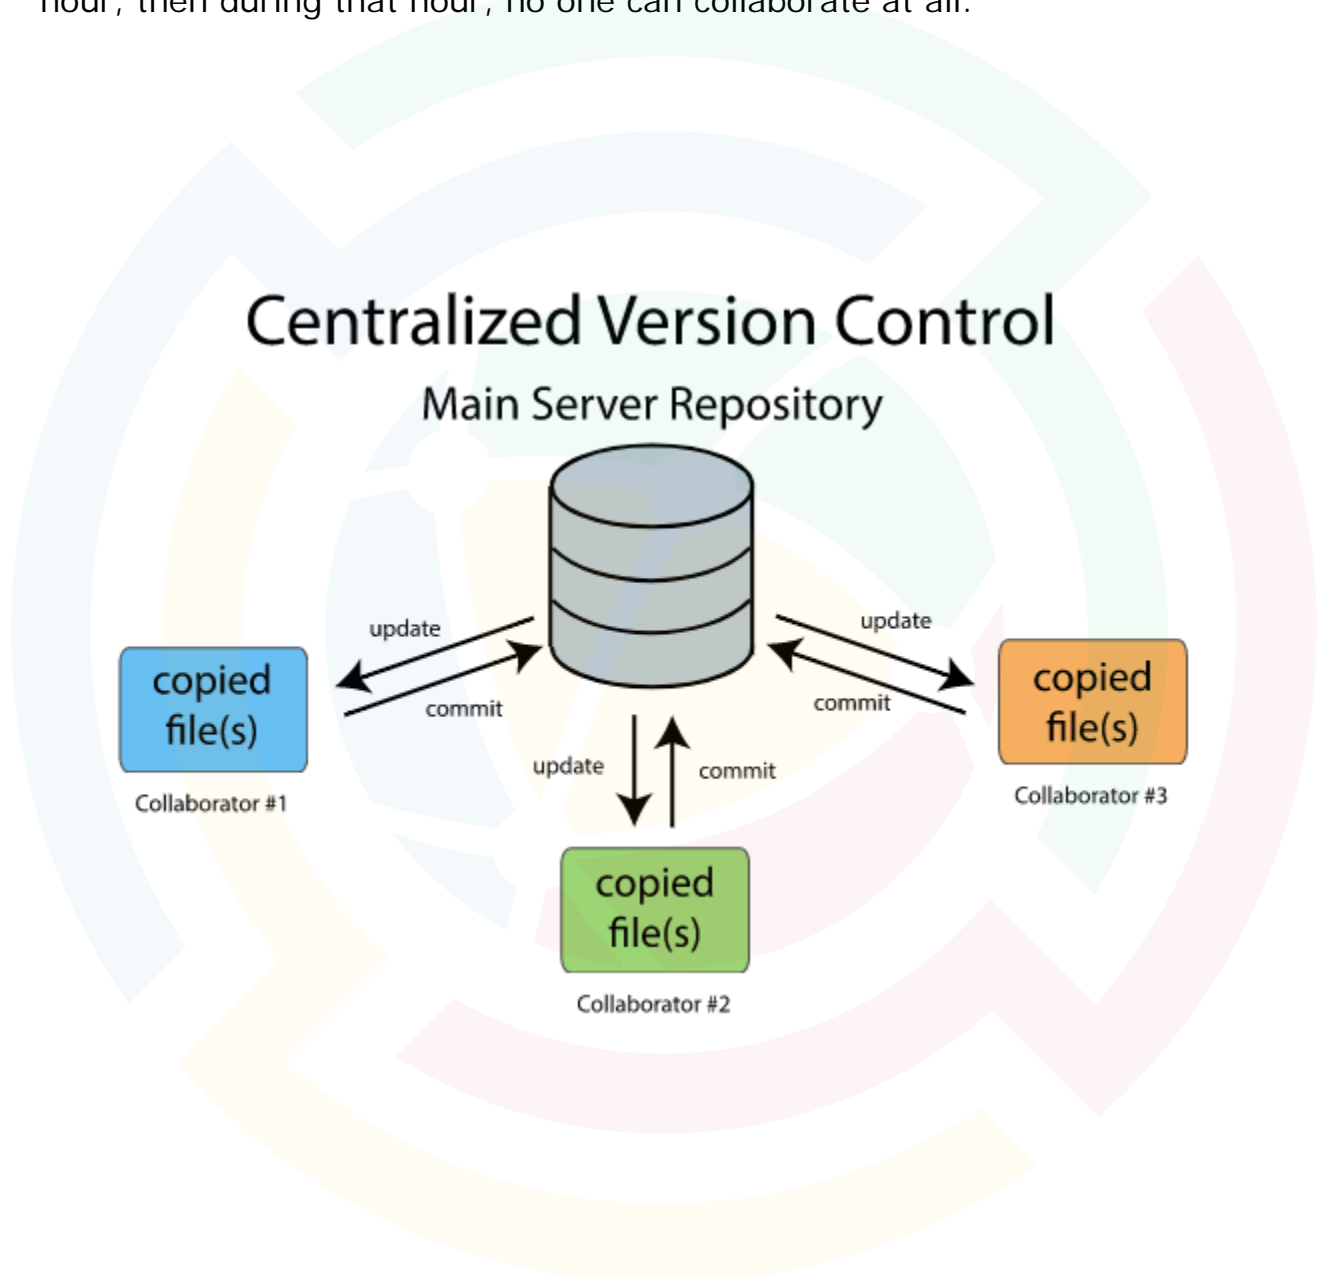 hour, then during that hour, no one can collaborate at all.
Centralized Version Control
Main Server Repository
update
commit
update
commit
update
commit
copied
file(s)
Collaborator #1
copied
file(s)
Collaborator #2
copied
file(s)
Collaborator #3